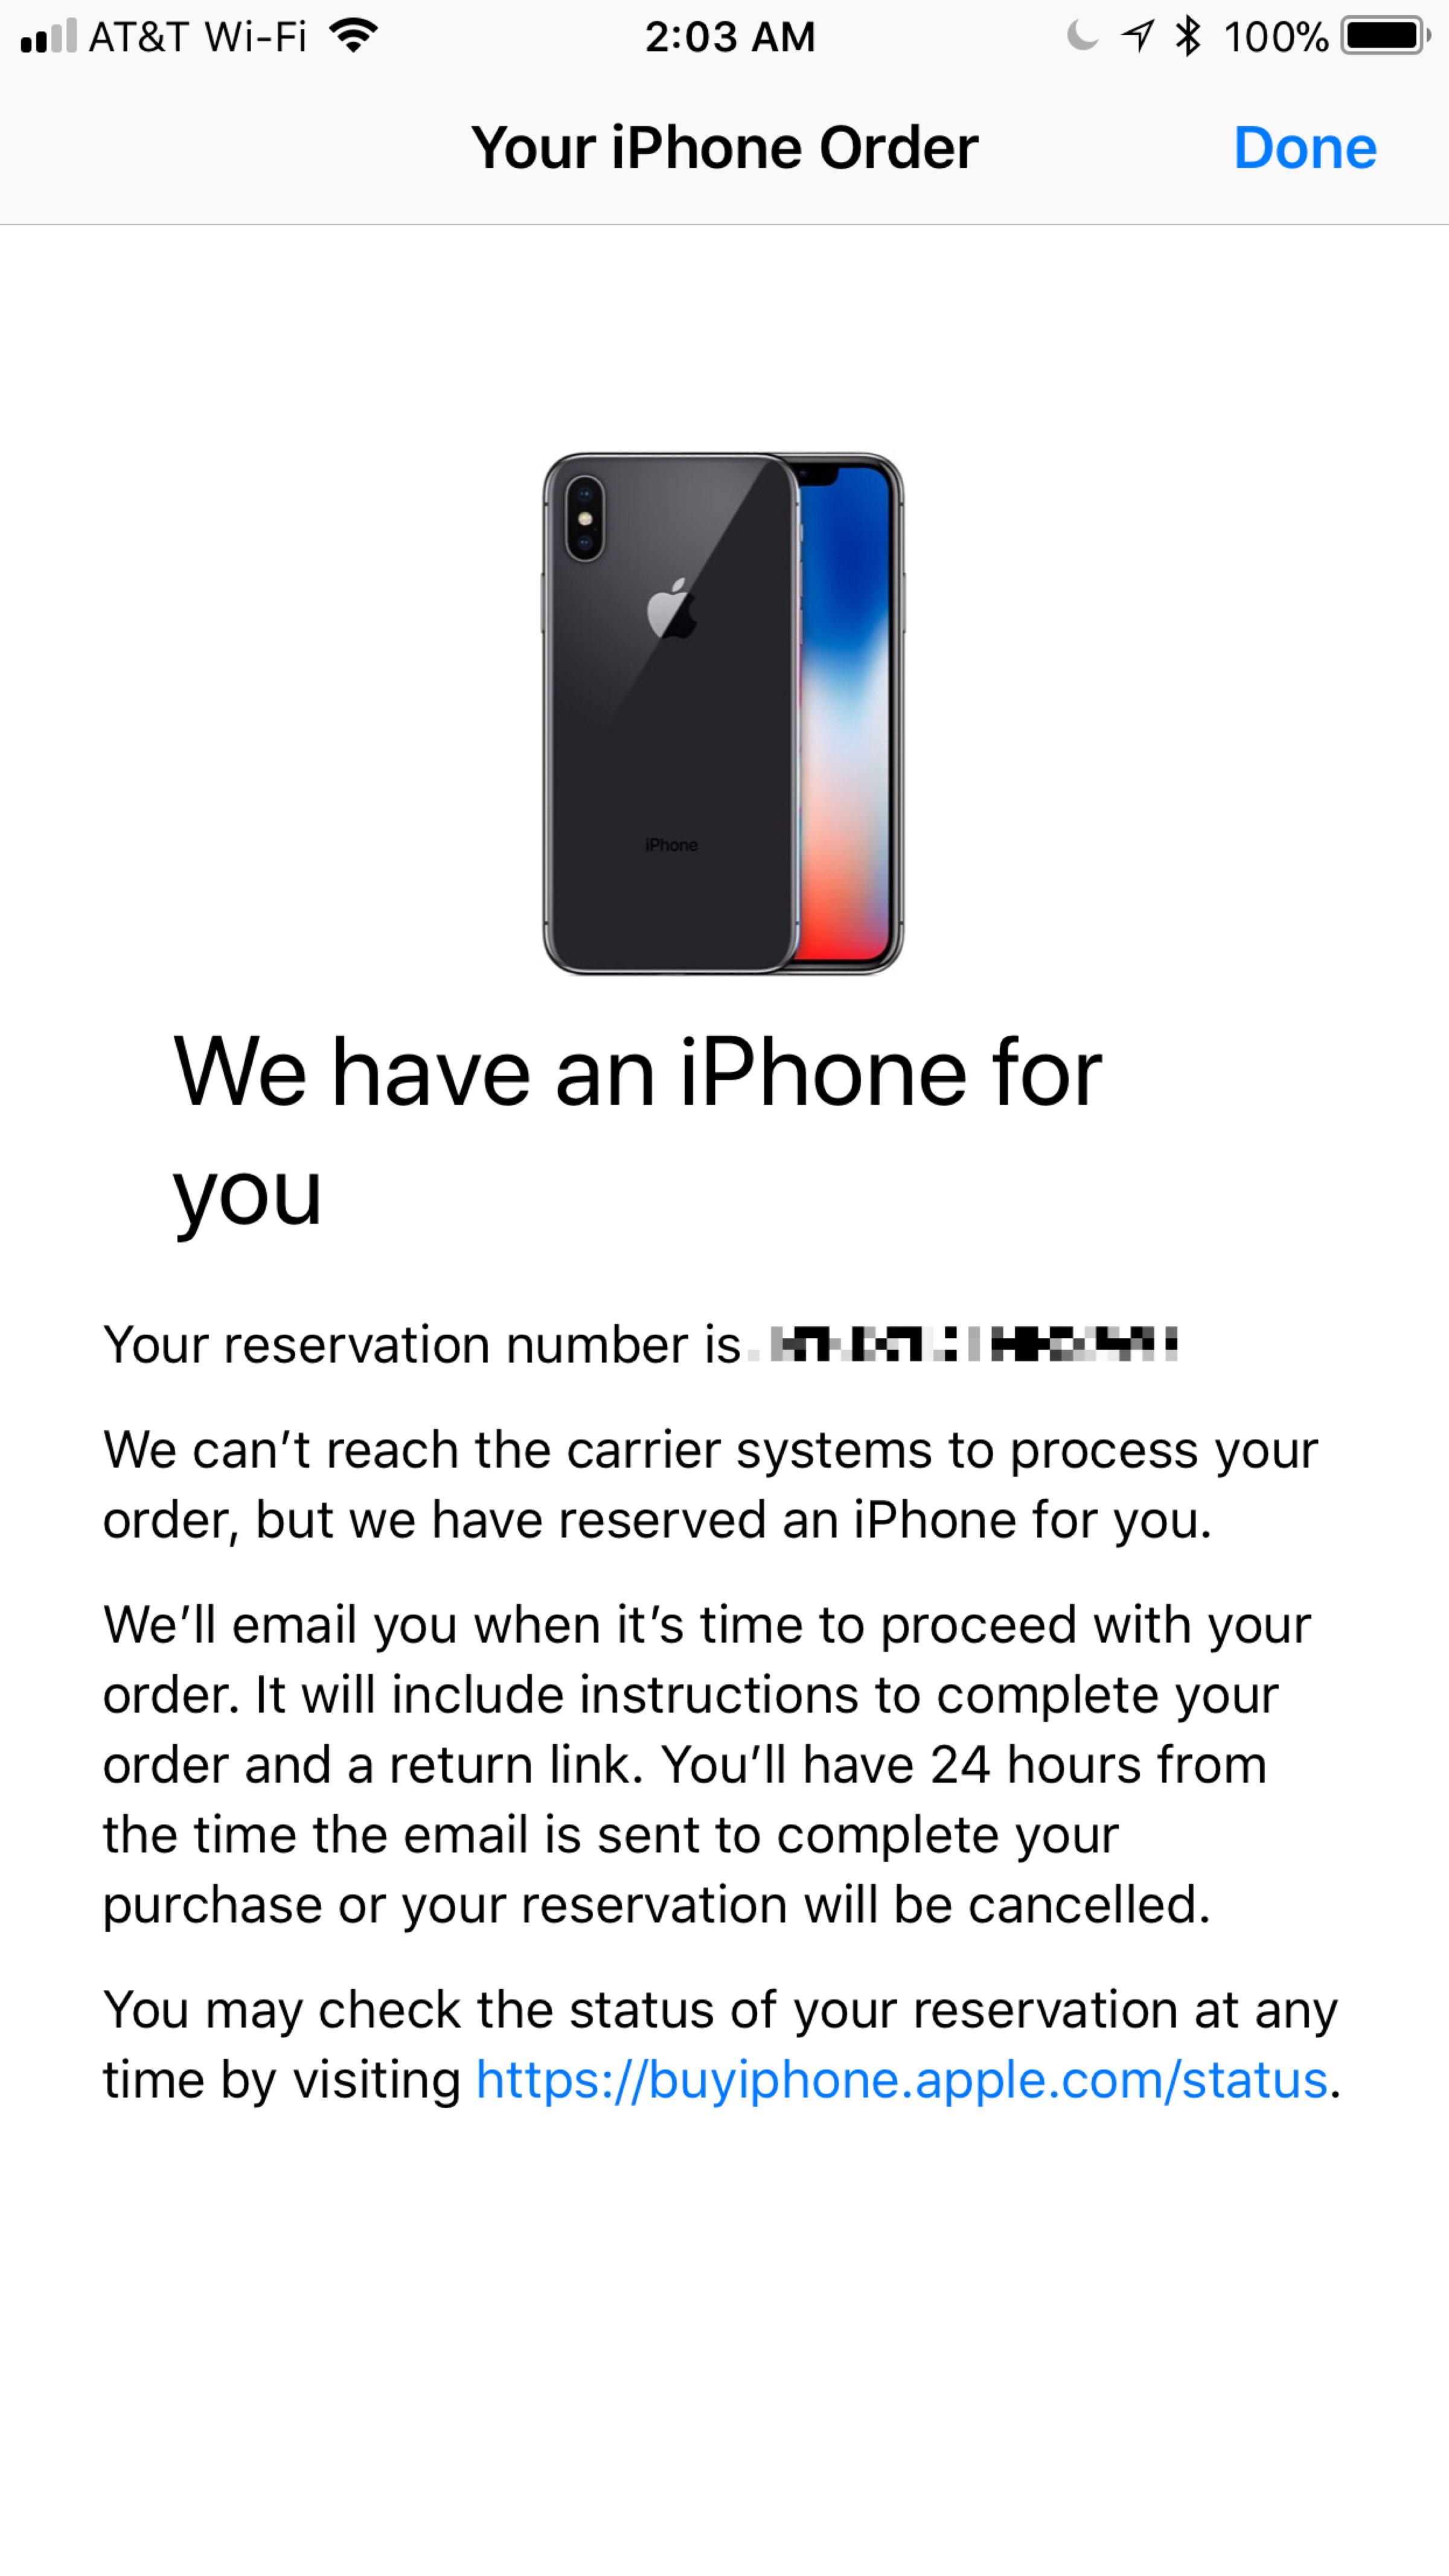 AT&T Wi-Fi 2:03 AM 100%
Your iPhone Order Done
iPhone
We have an iPhone for
you
Your reservation number is
We can’t reach the carrier systems to process your
order, but we have reserved an iPhone for you.
We’ll email you when it’s time to proceed with your
order. It will include instructions to complete your
order and a return link. You’ll have 24 hours from
the time the email is sent to complete your
purchase or your reservation will be cancelled.
You may check the status of your reservation at any
time by visiting https://buyiphone.apple.com/status.